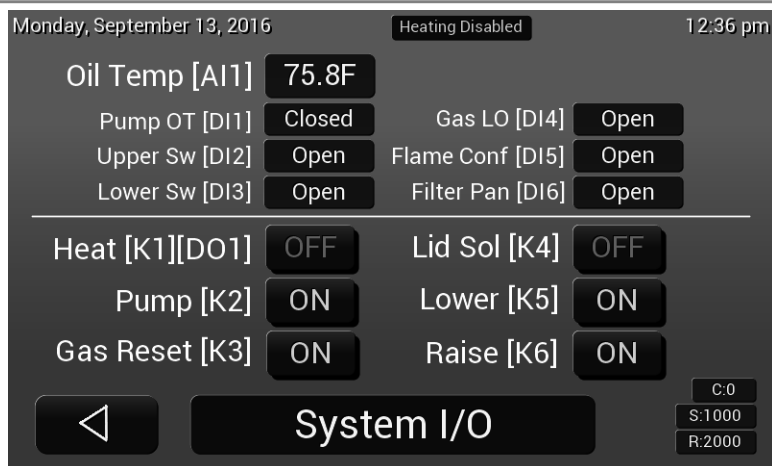 Monday, September 13, 2016 Heating Disabled 12:36 pm
Oil Temp [AI1] 75.8F
Pump OT [DI1] Closed Gas LO [DI4] Open
Upper Sw [DI2] Open Flame Conf [DI5] Open
Lower Sw [DI3] Open Filter Pan [DI6] Open
Heat [K1][DO1] OFF Lid Sol [K4] OFF
Pump [K2] ON Lower [K5] ON
Gas Reset [K3] ON Raise [K6] ON
C:0
System I/O S:1000
R:2000